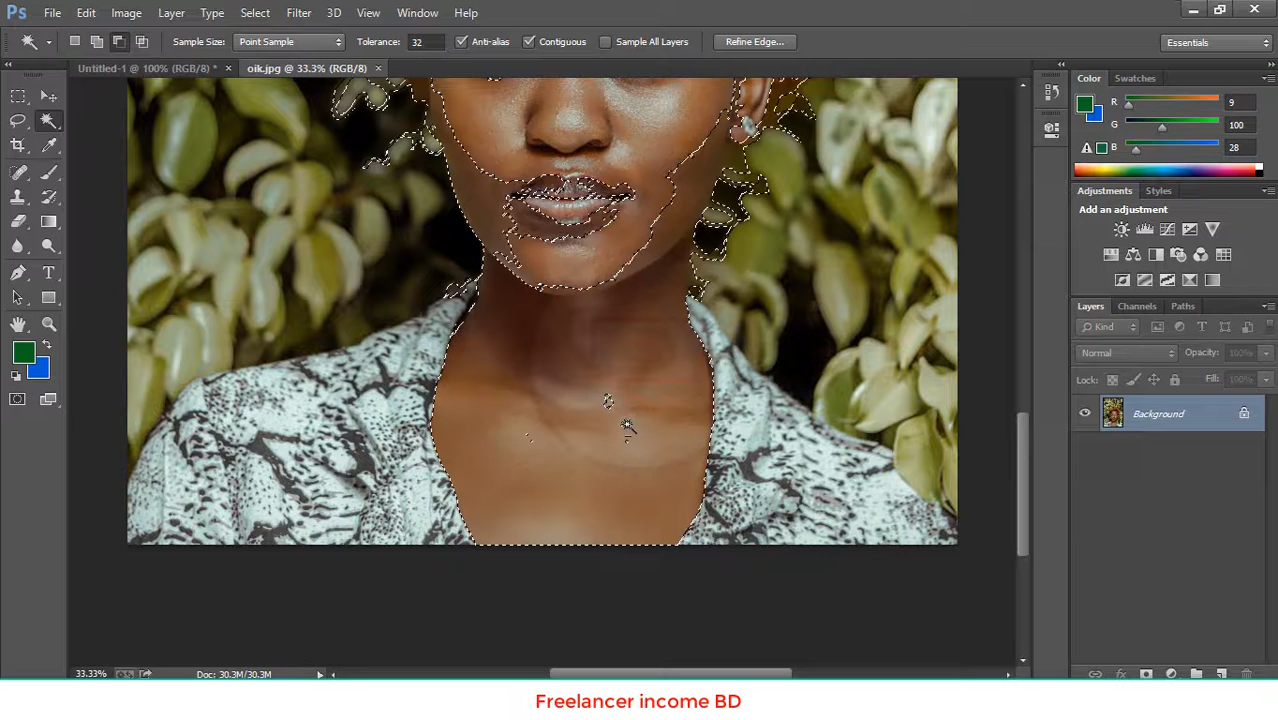 Ps File Edit Image Layer Type Select Filter 3D View Window Help
Sample Size: Point Sample Tolerance: 32 Anti-alias Contiguous Sample All Layers Refine Edge... Essentials
Untitled-1 @ 100% (RGB/8) * × oik.jpg @ 33.3% (RGB/8) ×
Color Swatches
R 9
G 100
B 28
Adjustments Styles
Add an adjustment
Layers Channels Paths
Kind
Normal Opacity: 100%
Lock: Fill: 100%
Background
33.33% Doc: 30.3M/30.3M
Freelancer income BD